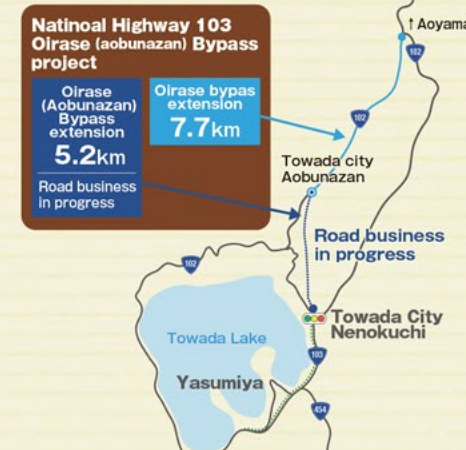 Natinoal Highway 103
Oirase (aobunazan) Bypass
project
Oirase
(Aobunazan)
Bypass
extension
5.2km
Road business
in progress
Oirase bypas
extension
7.7km
↑ Aoyama
102
102
Towada city
Aobunazan
Road business
in progress
102
Towada City
Nenokuchi
Towada Lake
103
Yasumiya
454